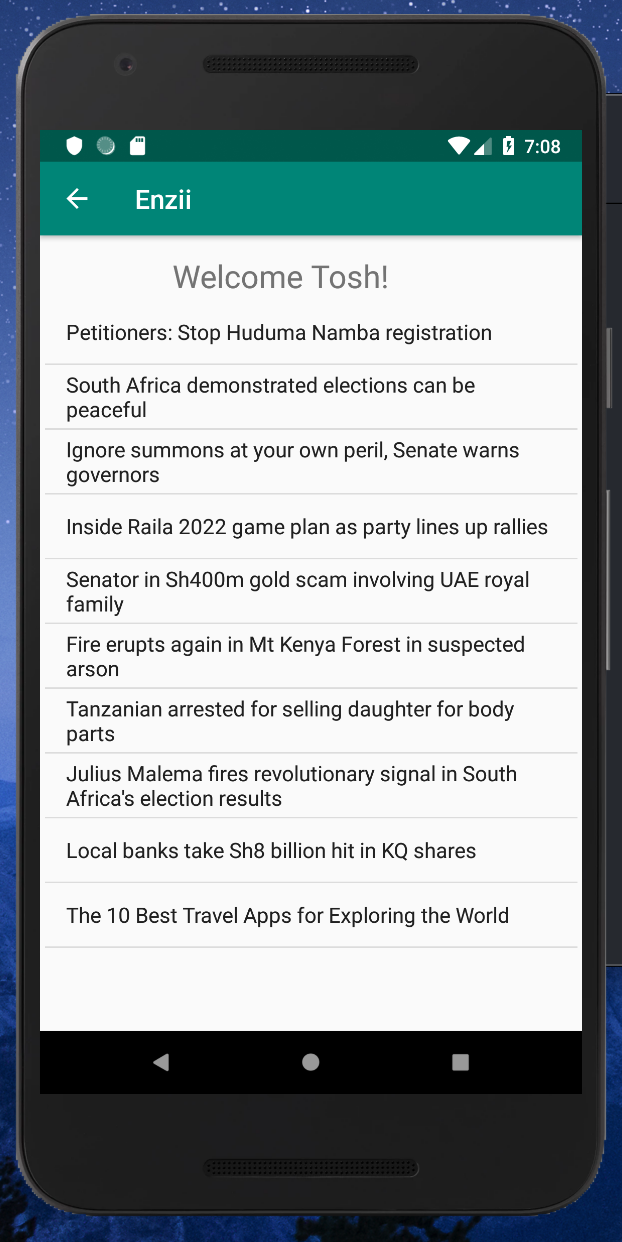 7:08
Enzii
Welcome Tosh!
Petitioners: Stop Huduma Namba registration
South Africa demonstrated elections can be
peaceful
Ignore summons at your own peril, Senate warns
governors
Inside Raila 2022 game plan as party lines up rallies
Senator in Sh400m gold scam involving UAE royal
family
Fire erupts again in Mt Kenya Forest in suspected
arson
Tanzanian arrested for selling daughter for body
parts
Julius Malema fires revolutionary signal in South
Africa's election results
Local banks take Sh8 billion hit in KQ shares
The 10 Best Travel Apps for Exploring the World